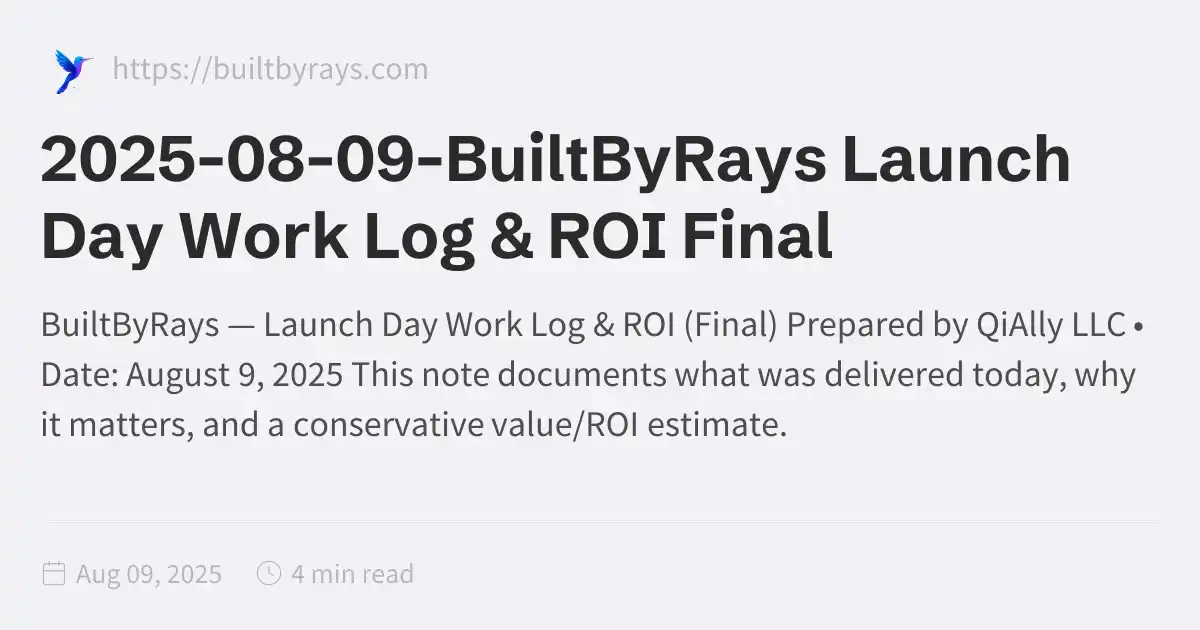 https://builtbyrays.com
2025-08-09-BuiltByRays Launch
Day Work Log & ROI Final
BuiltByRays — Launch Day Work Log & ROI (Final) Prepared by QiAlly LLC •
Date: August 9, 2025 This note documents what was delivered today, why
it matters, and a conservative value/ROI estimate.
Aug 09, 2025 4 min read